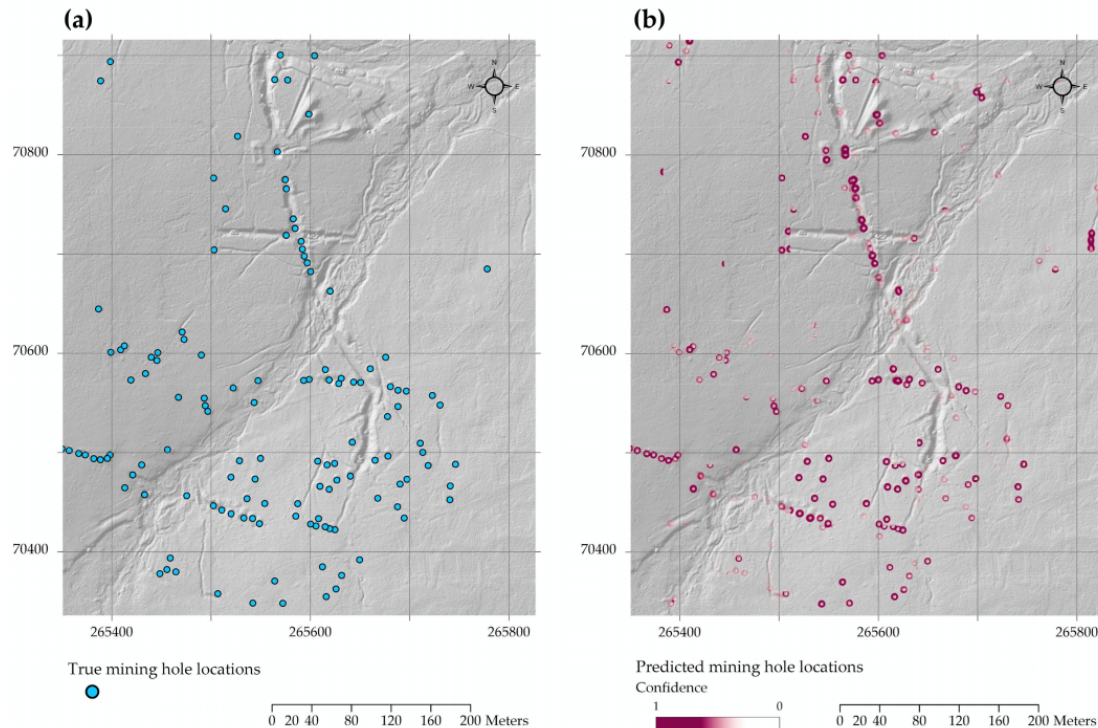 (a)
(b)
N
W E
S
N
W E
S
70800
70600
70400
265400 265600 265800
70800
70600
70400
265400 265600 265800
True mining hole locations
0 20 40 80 120 160 200 Meters
Predicted mining hole locations
Confidence
1 0
0 20 40 80 120 160 200 Meters